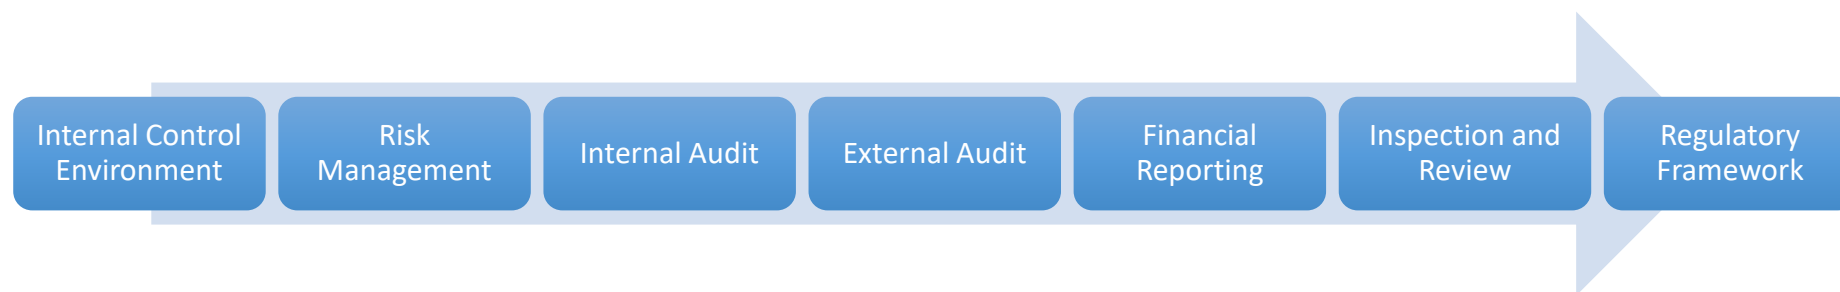 Internal Control
Environment
Risk
Management
Internal Audit
External Audit
Financial
Reporting
Inspection and
Review
Regulatory
Framework